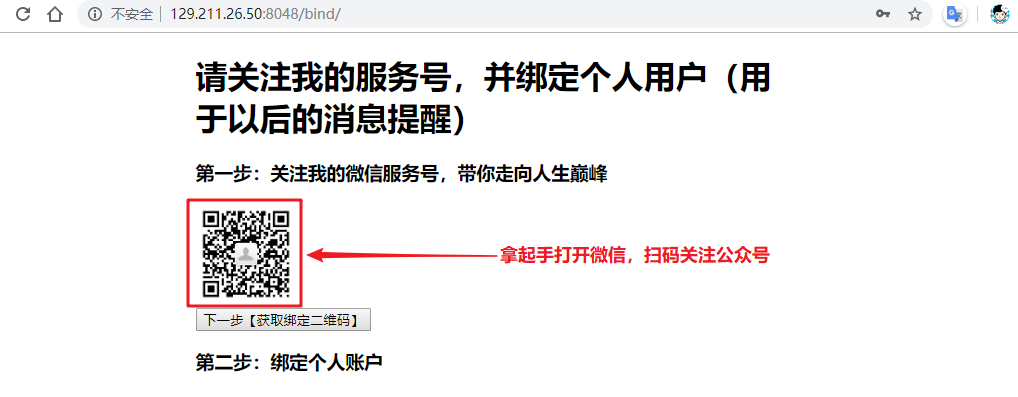 不安全 | 129.211.26.50:8048/bind/
请关注我的服务号，并绑定个人用户（用
于以后的消息提醒）
第一步：关注我的微信服务号，带你走向人生巅峰
拿起手打开微信，扫码关注公众号
下一步【获取绑定二维码】
第二步：绑定个人账户